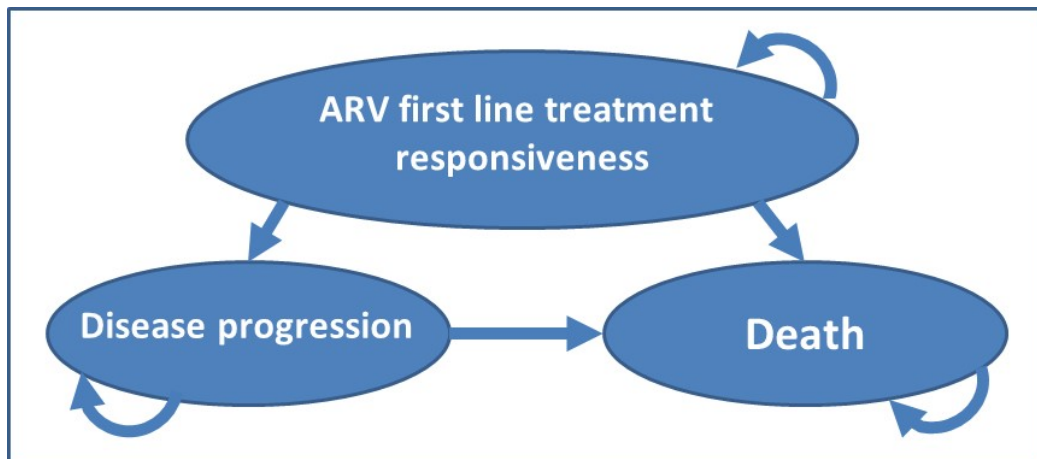 ARV first line treatment
responsiveness
Disease progression
Death